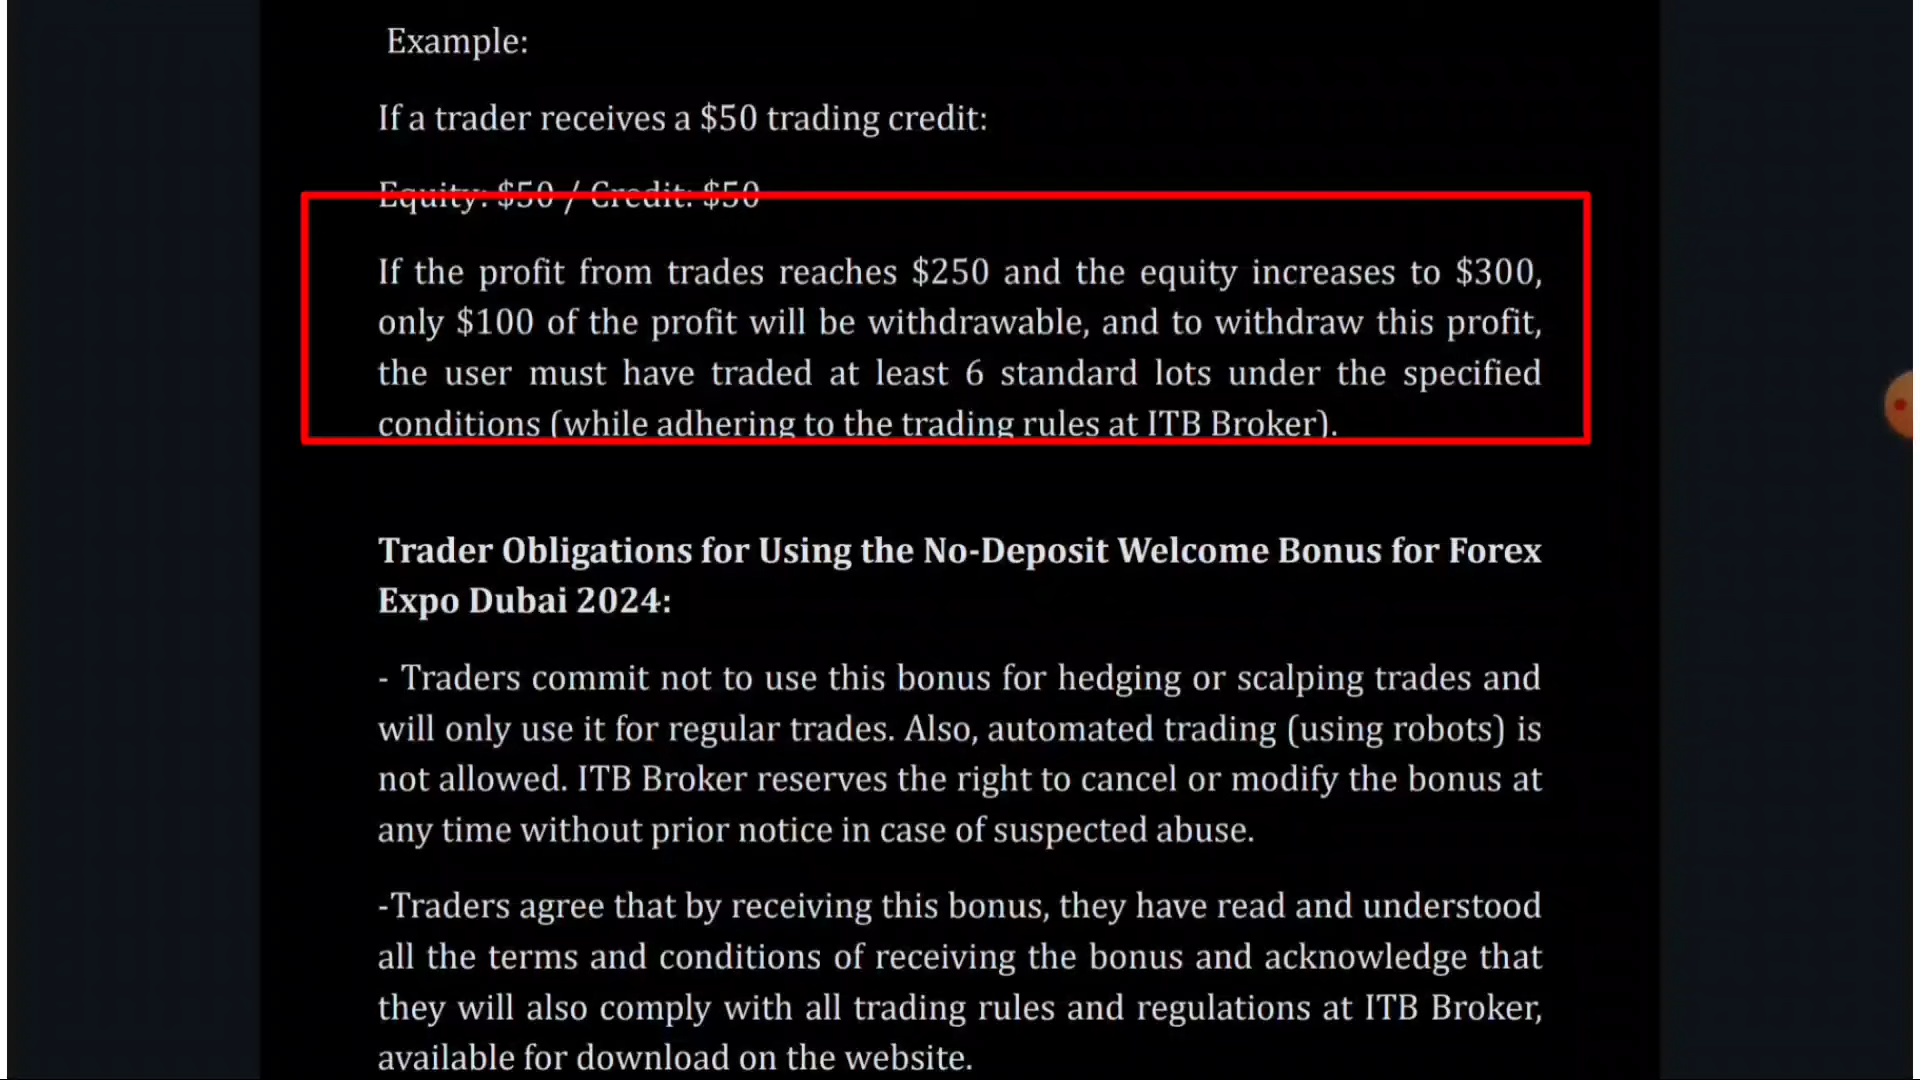 Example:
If a trader receives a $50 trading credit:
Equity: $50 / Credit: $50
If the profit from trades reaches $250 and the equity increases to $300,
only $100 of the profit will be withdrawable, and to withdraw this profit,
the user must have traded at least 6 standard lots under the specified
conditions (while adhering to the trading rules at ITB Broker).
Trader Obligations for Using the No-Deposit Welcome Bonus for Forex
Expo Dubai 2024:
- Traders commit not to use this bonus for hedging or scalping trades and
will only use it for regular trades. Also, automated trading (using robots) is
not allowed. ITB Broker reserves the right to cancel or modify the bonus at
any time without prior notice in case of suspected abuse.
-Traders agree that by receiving this bonus, they have read and understood
all the terms and conditions of receiving the bonus and acknowledge that
they will also comply with all trading rules and regulations at ITB Broker,
available for download on the website.